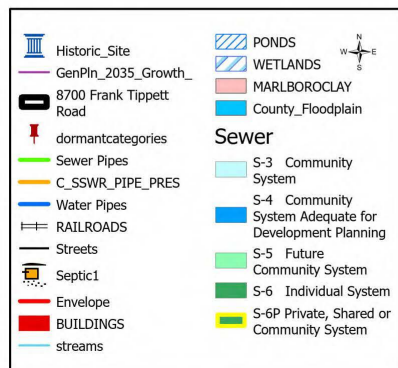 Historic_Site
GenPln_2035_Growth_
8700 Frank Tippett
Road
dormantcategories
Sewer Pipes
C_SSWR_PIPE_PRES
Water Pipes
RAILROADS
Streets
Septic1
Envelope
BUILDINGS
streams
PONDS
WETLANDS
MARLBOROCLAY
County_Floodplain
N
W E
S
Sewer
S-3 Community
System
S-4 Community
System Adequate for
Development Planning
S-5 Future
Community System
S-6 Individual System
S-6P Private, Shared or
Community System